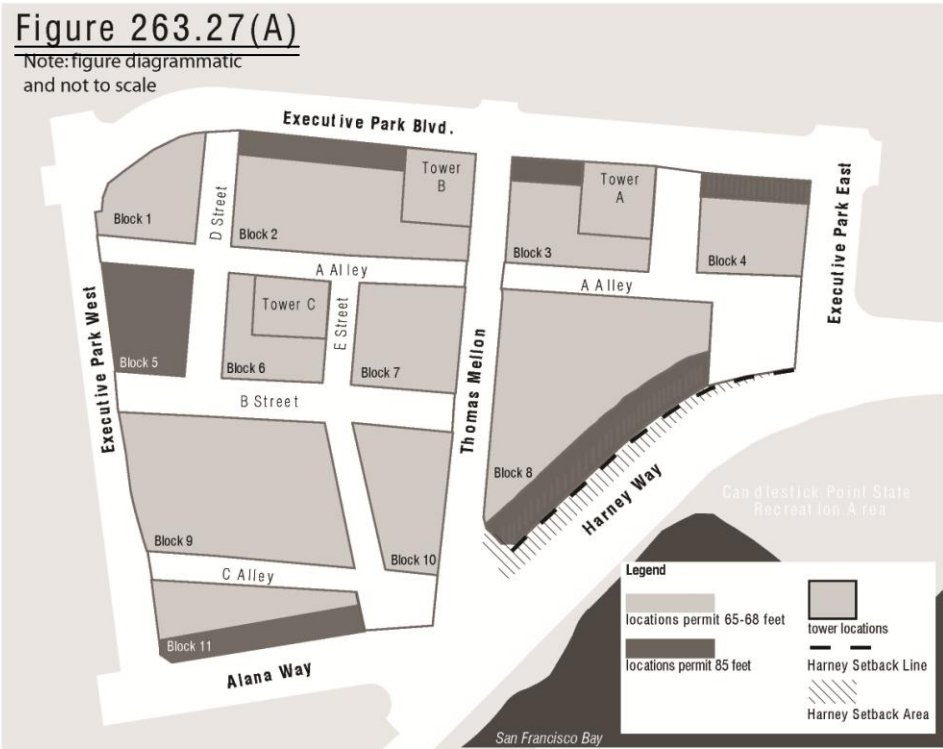 Figure 263.27(A)
Note: figure diagrammatic
and not to scale
Executive Park Blvd.
Tower
B
Tower
A
Executive Park East
D Street
Block 1
Block 2
Block 3
Block 4
A Alley
A Alley
Executive Park West
Tower C
E Street
Block 5
Block 6
Block 7
B Street
Thomas Mellon
Block 8
Harney Way
Candlestick Point State
Recreation Area
Block 9
Block 10
C Alley
Block 11
Alana Way
San Francisco Bay
Legend
locations permit 65-68 feet
locations permit 85 feet
tower locations
Harney Setback Line
Harney Setback Area